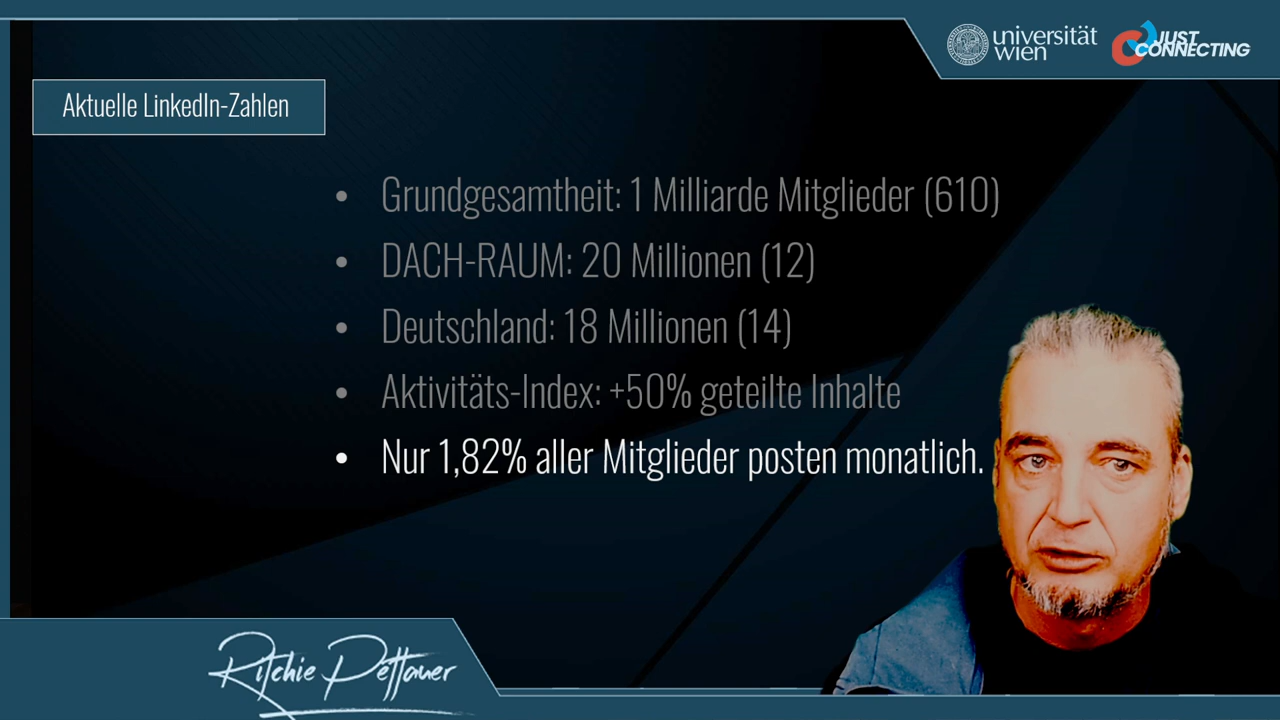 universität
wien
JUST
CONNECTING
Aktuelle LinkedIn-Zahlen
• Grundgesamtheit: 1 Milliarde Mitglieder (610)
• DACH-RAUM: 20 Millionen (12)
• Deutschland: 18 Millionen (14)
• Aktivitäts-Index: +50% geteilte Inhalte
• Nur 1,82% aller Mitglieder posten monatlich.
Ritchie Pettauer